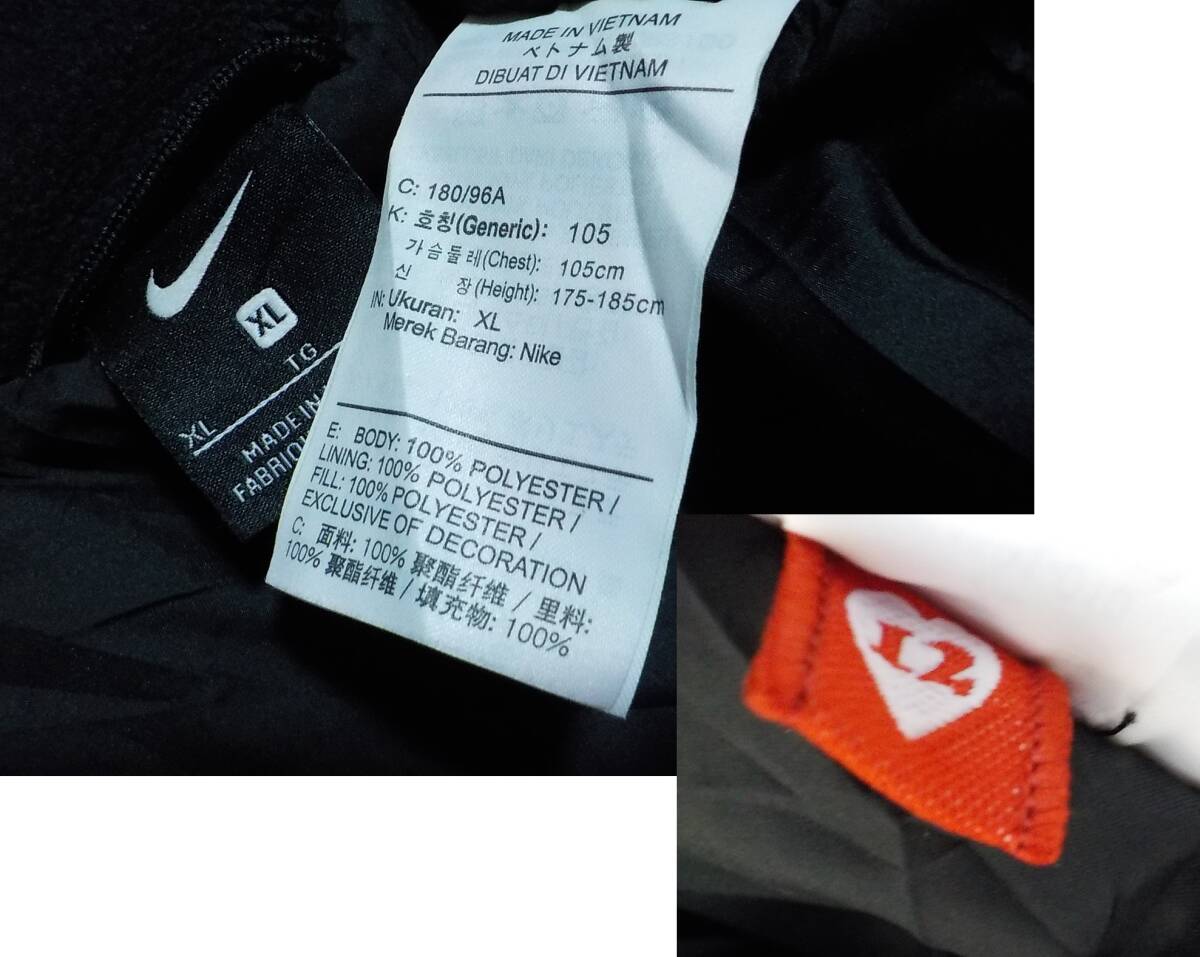 MADE IN VIETNAM
ベトナム製
DIBUAT DI VIETNAM
C: 180/96A
K: 호칭(Generic): 105
가슴둘레(Chest): 105cm
신 장(Height): 175-185cm
IN: Ukuran: XL
Merek Barang: Nike
E: BODY: 100% POLYESTER /
LINING: 100% POLYESTER /
FILL: 100% POLYESTER /
EXCLUSIVE OF DECORATION
C: 面料: 100% 聚酯纤维 / 里料:
100% 聚酯纤维 / 填充物: 100%
XL
XL TG
MADE IN
12